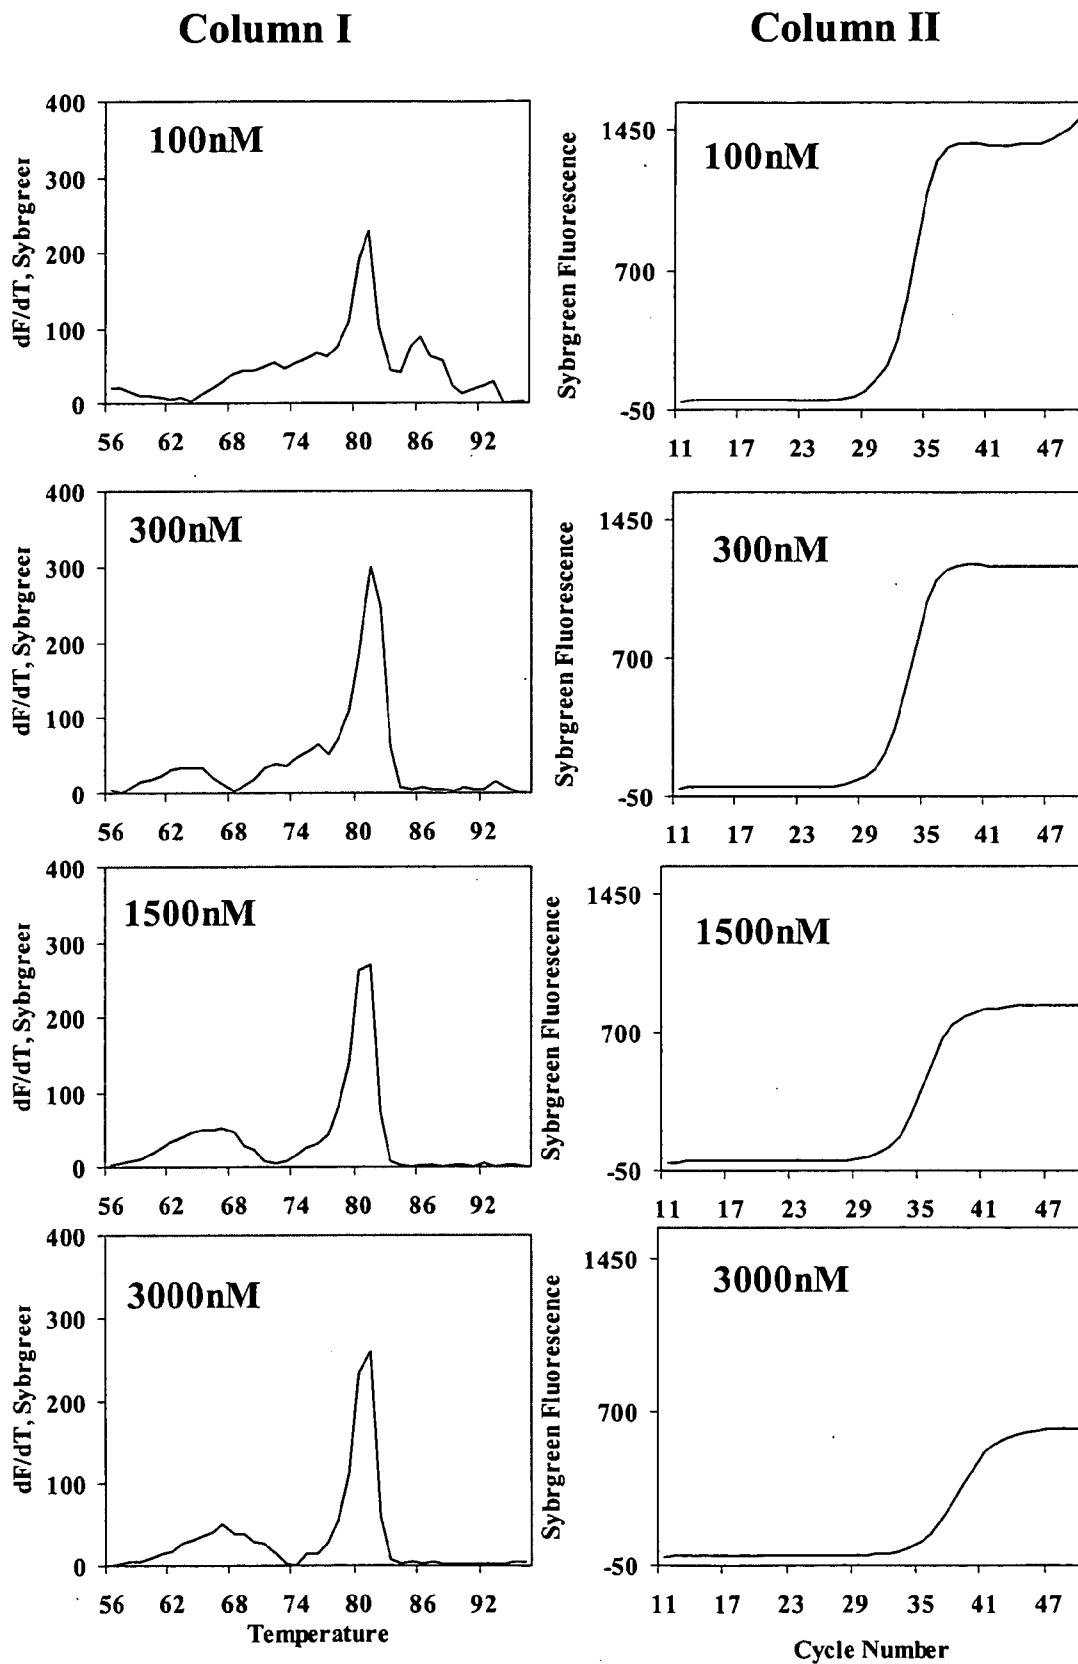 Column I Column II
400
300
200
100
0
dF/dT, Sybrgreer
100nM
56 62 68 74 80 86 92
1450
700
-50
Sybrgreen Fluorescence
100nM
11 17 23 29 35 41 47
400
300
200
100
0
dF/dT, Sybrgreer
300nM
56 62 68 74 80 86 92
1450
700
-50
Sybrgreen Fluorescence
300nM
11 17 23 29 35 41 47
400
300
200
100
0
dF/dT, Sybrgreer
1500nM
56 62 68 74 80 86 92
1450
700
-50
Sybrgreen Fluorescence
1500nM
11 17 23 29 35 41 47
400
300
200
100
0
dF/dT, Sybrgreer
3000nM
56 62 68 74 80 86 92
Temperature
1450
700
-50
Sybrgreen Fluorescence
3000nM
11 17 23 29 35 41 47
Cycle Number